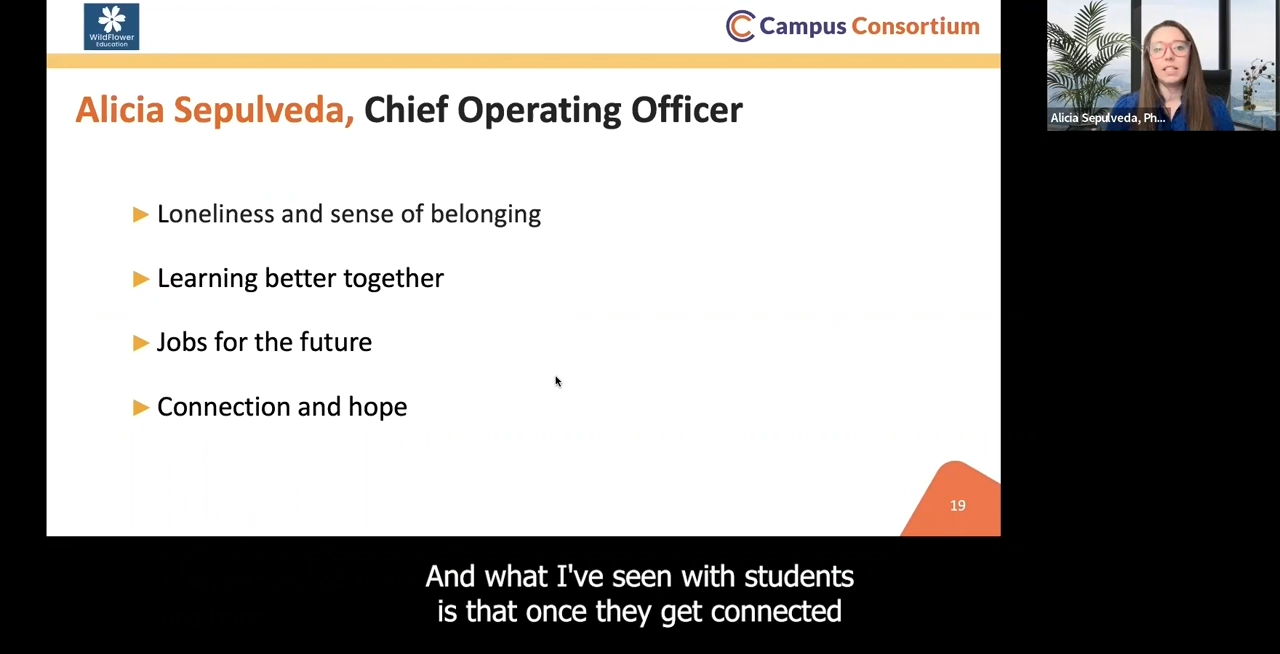 WildFlower
Education
Campus Consortium
Alicia Sepulveda, Ph...
Alicia Sepulveda, Chief Operating Officer
Loneliness and sense of belonging
Learning better together
Jobs for the future
Connection and hope
19
And what I've seen with students
is that once they get connected